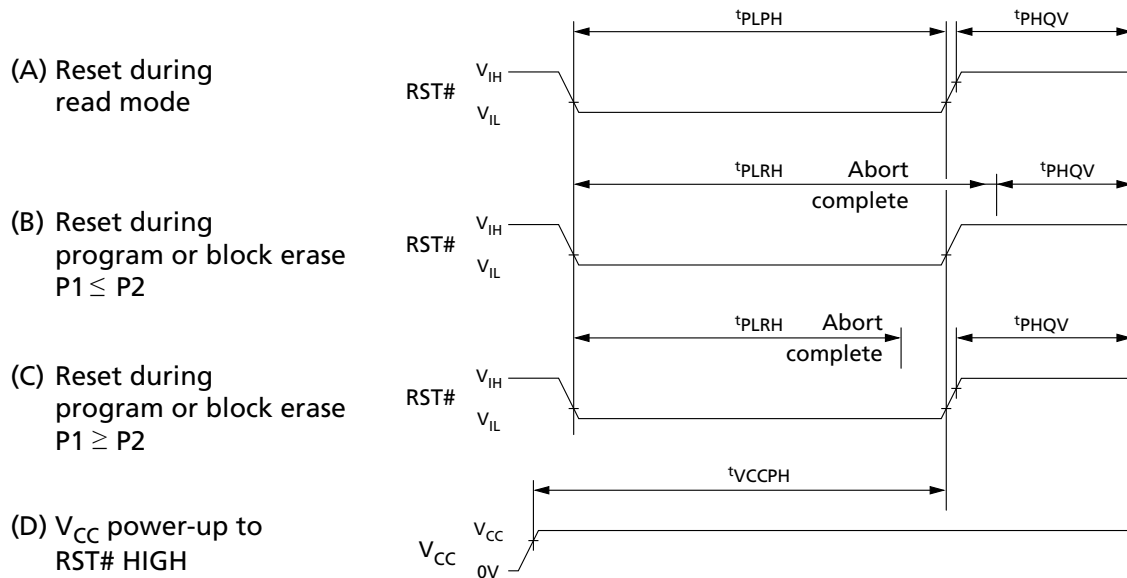 tPLPH tPHQV
(A) Reset during
read mode
RST#
VIH
VIL
tPLRH Abort
complete
tPHQV
(B) Reset during
program or block erase
P1 ≤ P2
RST#
VIH
VIL
tPLRH Abort
complete
tPHQV
(C) Reset during
program or block erase
P1 ≥ P2
RST#
VIH
VIL
tVCCPH
(D) VCC power-up to
RST# HIGH
VCC
VCC
0V